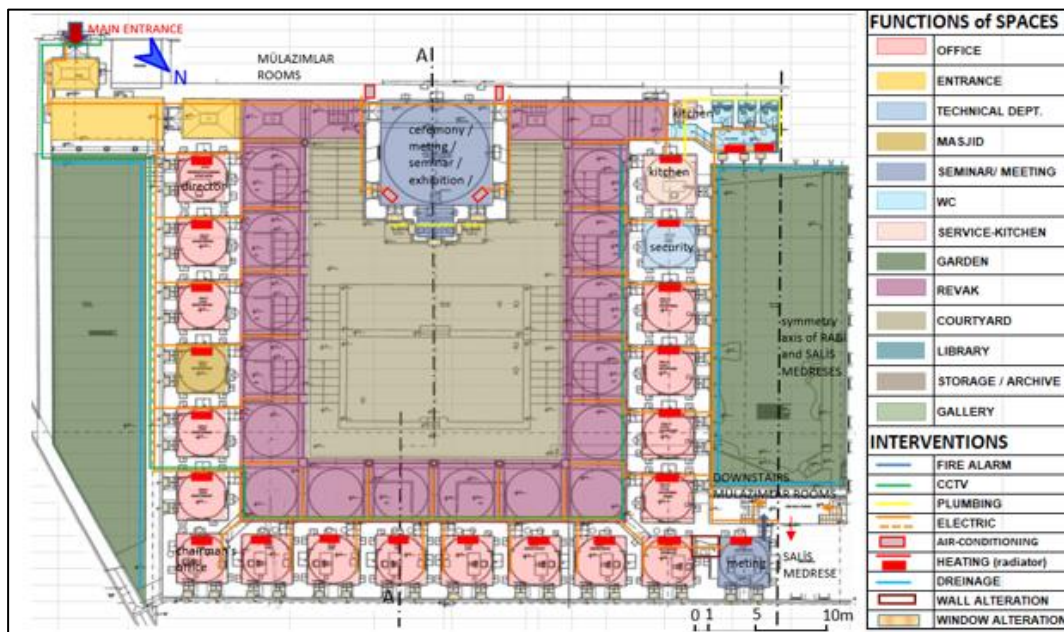 MAIN ENTRANCE
N
MÜLAZIMLAR
ROOMS
A
kitchen
ceremony /
meting /
seminar /
exhibition /
director
kitchen
security
symmetry
axis of RABİ
and SALİS
MEDRESES
DOWNSTAIRS
MÜLAZIMLAR ROOMS
chairman's
office
meting
SALİS
MEDRESE
A
0 1 5 10m
FUNCTIONS of SPACES
OFFICE
ENTRANCE
TECHNICAL DEPT.
MASJID
SEMINAR/ MEETING
WC
SERVICE-KITCHEN
GARDEN
REVAK
COURTYARD
LIBRARY
STORAGE / ARCHIVE
GALLERY
INTERVENTIONS
FIRE ALARM
CCTV
PLUMBING
ELECTRIC
AIR-CONDITIONING
HEATING (radiator)
DREINAGE
WALL ALTERATION
WINDOW ALTERATION